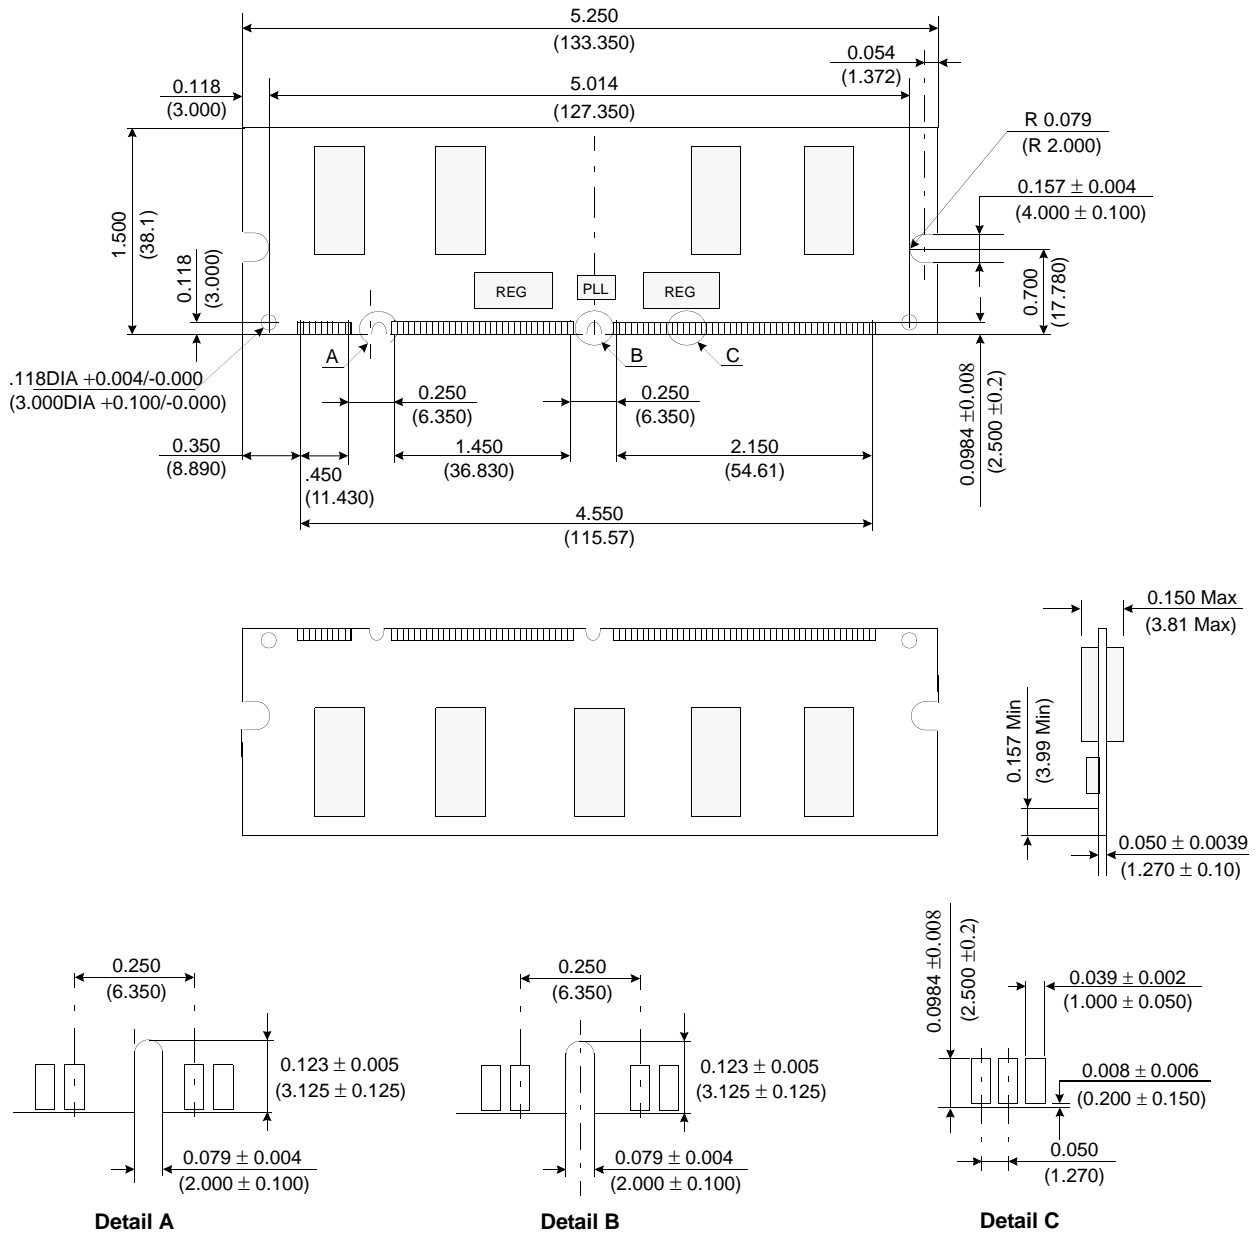 5.250
(133.350)
0.054
(1.372)
0.118
(3.000)
5.014
(127.350)
R 0.079
(R 2.000)
0.157 ± 0.004
(4.000 ± 0.100)
1.500
(38.1)
0.118
(3.000)
REG
PLL
REG
0.700
(17.780)
A
B
C
.118DIA +0.004/-0.000
(3.000DIA +0.100/-0.000)
0.250
(6.350)
0.250
(6.350)
0.0984 ±0.008
(2.500 ±0.2)
0.350
(8.890)
.450
(11.430)
1.450
(36.830)
2.150
(54.61)
4.550
(115.57)
0.150 Max
(3.81 Max)
0.157 Min
(3.99 Min)
0.050 ± 0.0039
(1.270 ± 0.10)
0.250
(6.350)
0.123 ± 0.005
(3.125 ± 0.125)
0.079 ± 0.004
(2.000 ± 0.100)
Detail A
0.250
(6.350)
0.123 ± 0.005
(3.125 ± 0.125)
0.079 ± 0.004
(2.000 ± 0.100)
Detail B
0.0984 ±0.008
(2.500 ±0.2)
0.039 ± 0.002
(1.000 ± 0.050)
0.008 ± 0.006
(0.200 ± 0.150)
0.050
(1.270)
Detail C